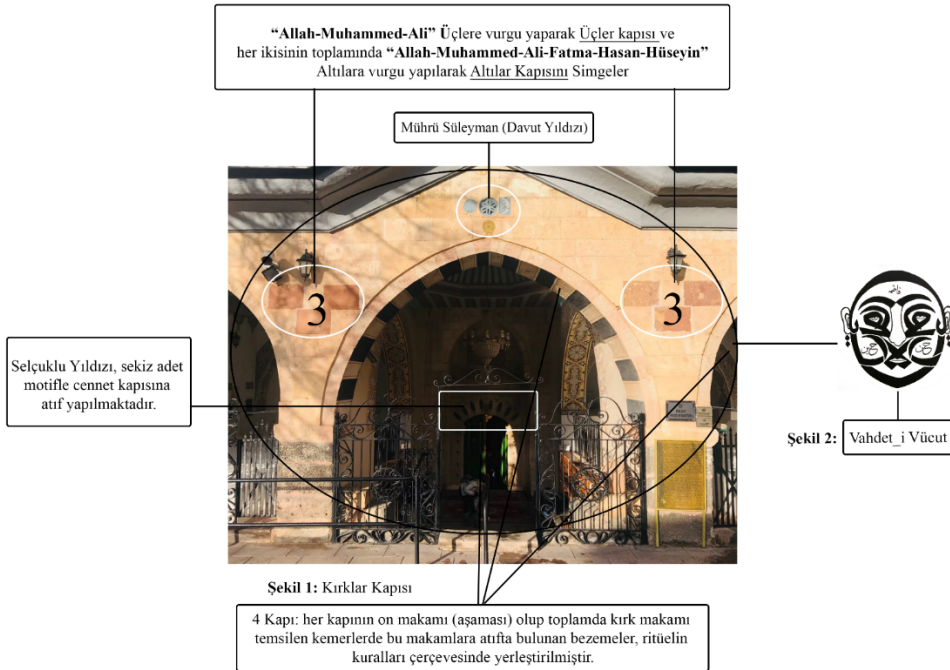 “Allah-Muhammed-Ali” Üçlere vurgu yaparak Üçler kapısı ve
her ikisinin toplamında “Allah-Muhammed-Ali-Fatma-Hasan-Hüseyin”
Altılara vurgu yapılarak Altılar Kapısını Simgeler
Mührü Süleyman (Davut Yıldızı)
3
3
Selçuklu Yıldızı, sekiz adet
motifle cennet kapısına
atıf yapılmaktadır.
Şekil 2: Vahdet_i Vücut
Şekil 1: Kırklar Kapısı
4 Kapı: her kapının on makamı (aşaması) olup toplamda kırk makamı
temsilen kemerlerde bu makamlara atıfta bulunan bezemeler, ritüelin
kuralları çerçevesinde yerleştirilmiştir.